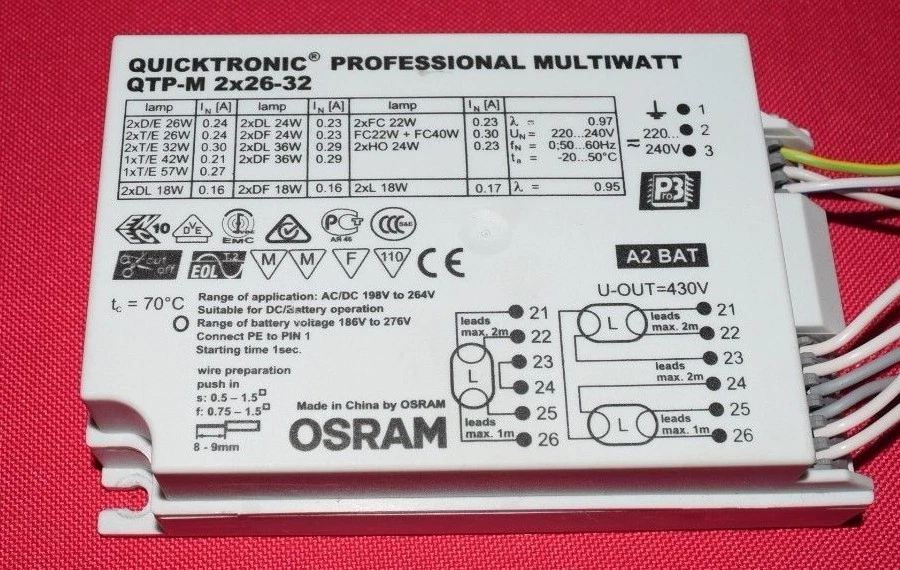 QUICKTRONIC® PROFESSIONAL MULTIWATT
QTP-M 2x26-32
lamp IN [A] lamp IN [A] lamp IN [A]
2xD/E 26W 0.24 2xDL 24W 0.23 2xFC 22W 0.23 λ = 0.97
2xT/E 26W 0.24 2xDF 24W 0.23 FC22W + FC40W 0.30 UN= 220...240V
2xT/E 32W 0.30 2xDL 36W 0.29 2xHO 24W 0.23 fN = 0;50...60Hz
1xT/E 42W 0.21 2xDF 36W 0.29 ta = -20...50°C
1xT/E 57W 0.27
2xDL 18W 0.16 2xDF 18W 0.16 2xL 18W 0.17 λ = 0.95
1
≈ 220... 2
240V 3
10 DVE EMC
PCT
АЯ 46
CCC S&E
cut
off
EOL T.2 M M F 110 CE
A2 BAT
tc = 70°C
Range of application: AC/DC 198V to 264V
Suitable for DC/Battery operation
Range of battery voltage 186V to 276V
Connect PE to PIN 1
Starting time 1sec.
wire preparation
push in
s: 0.5 – 1.5
f: 0.75 – 1.5
8 - 9mm
Made in China by OSRAM
OSRAM
21
leads
max. 2m 22
23
L
24
25
leads
max. 1m 26
U-OUT=430V
21
L leads
max. 2m 22
23
leads
max. 2m 24
25
L leads
max. 1m 26